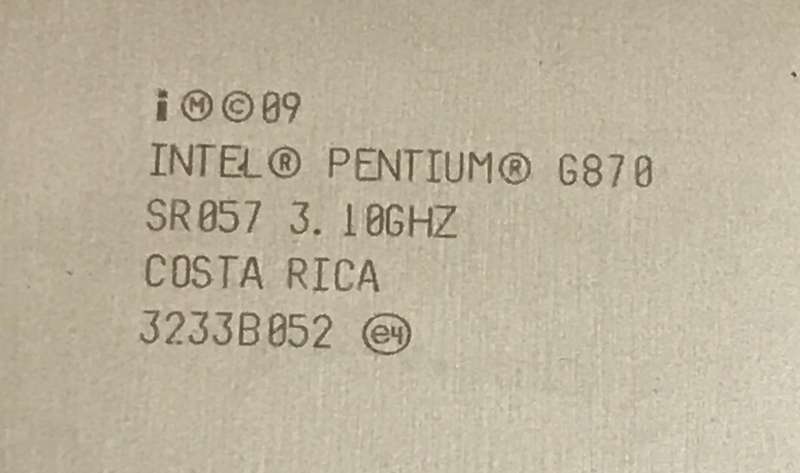 i Ⓜ © 09
INTEL® PENTIUM® G870
SR057 3.10GHZ
COSTA RICA
3233B052 e4